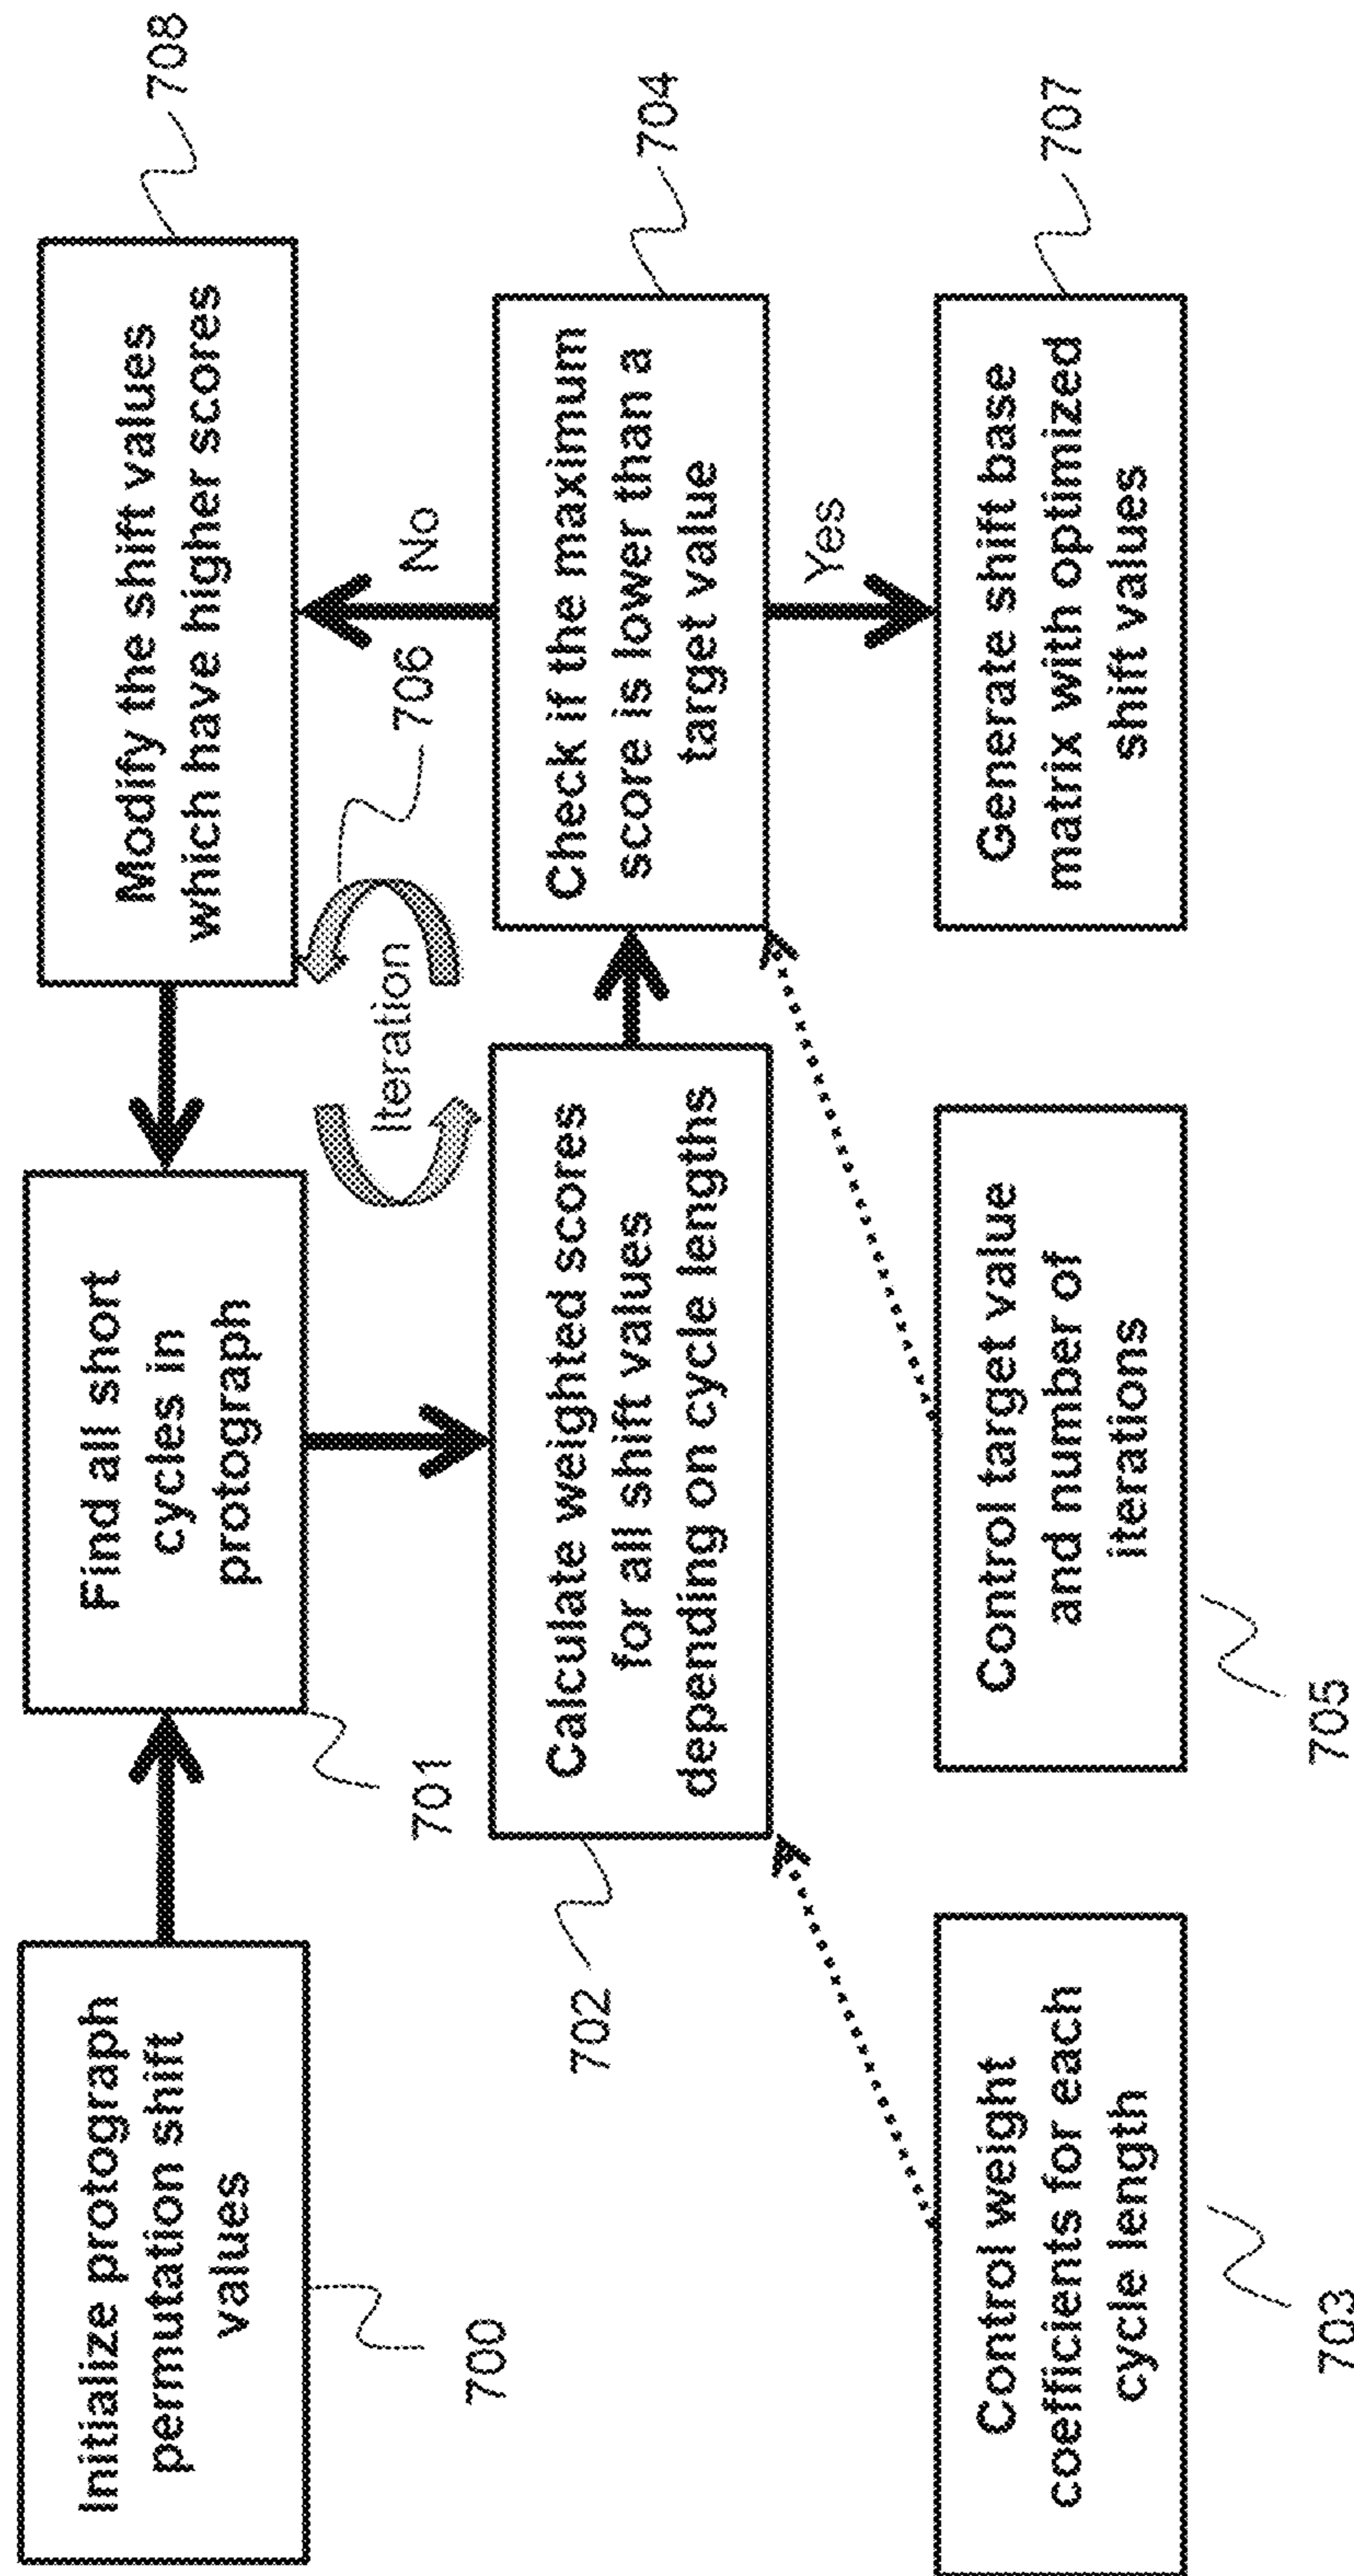 Initialize protograph
permutation shift
values
700
Find all short
cycles in
protograph
701
Modify the shift values
which have higher scores
708
Iteration
706
No
Calculate weighted scores
for all shift values
depending on cycle lengths
702
Check if the maximum
score is lower than a
target value
704
Yes
Control weight
coefficients for each
cycle length
703
Control target value
and number of
iterations
705
Generate shift base
matrix with optimized
shift values
707